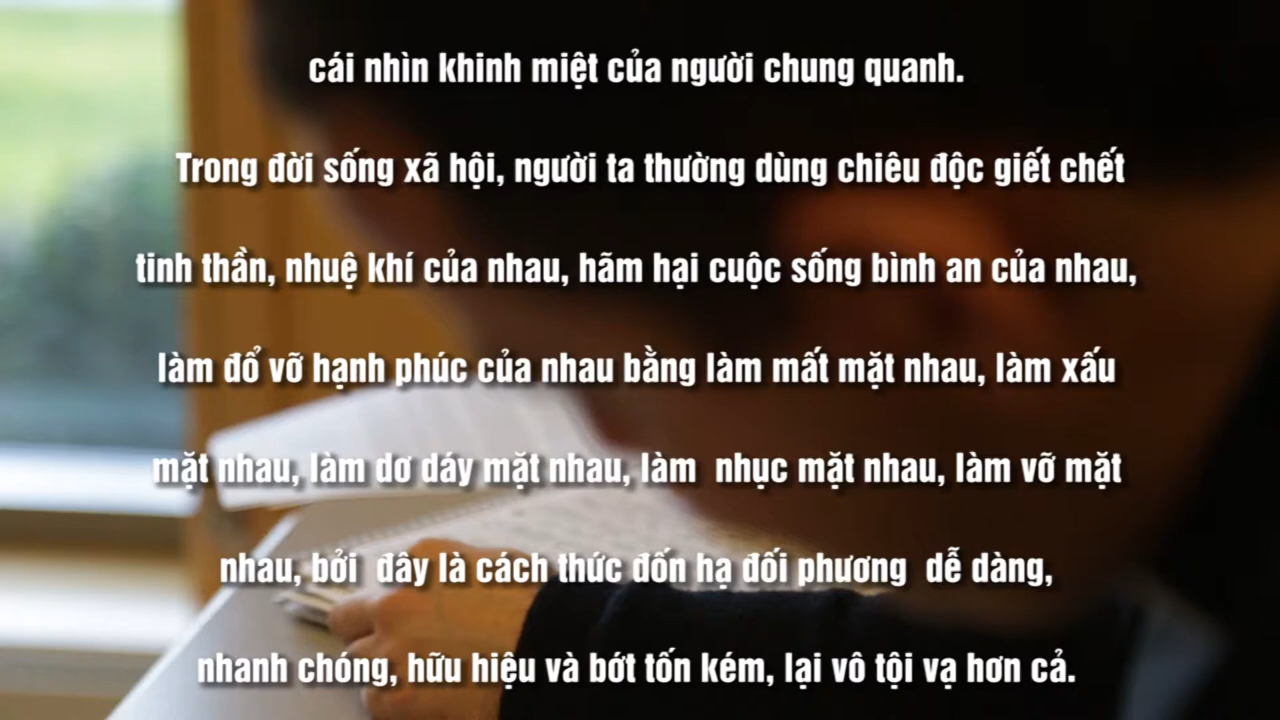 cái nhìn khinh miệt của người chung quanh.
Trong đời sống xã hội, người ta thường dùng chiêu độc giết chết
tinh thần, nhuệ khí của nhau, hãm hại cuộc sống bình an của nhau,
làm đổ vỡ hạnh phúc của nhau bằng làm mất mặt nhau, làm xấu
mặt nhau, làm dơ dáy mặt nhau, làm  nhục mặt nhau, làm vỡ mặt
nhau, bởi  đây là cách thức đốn hạ đối phương  dễ dàng,
nhanh chóng, hữu hiệu và bớt tốn kém, lại vô tội vạ hơn cả.